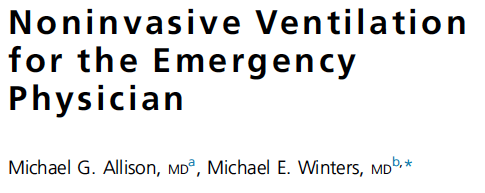 Noninvasive Ventilation
for the Emergency
Physician
Michael G. Allison, MDa, Michael E. Winters, MDb,*